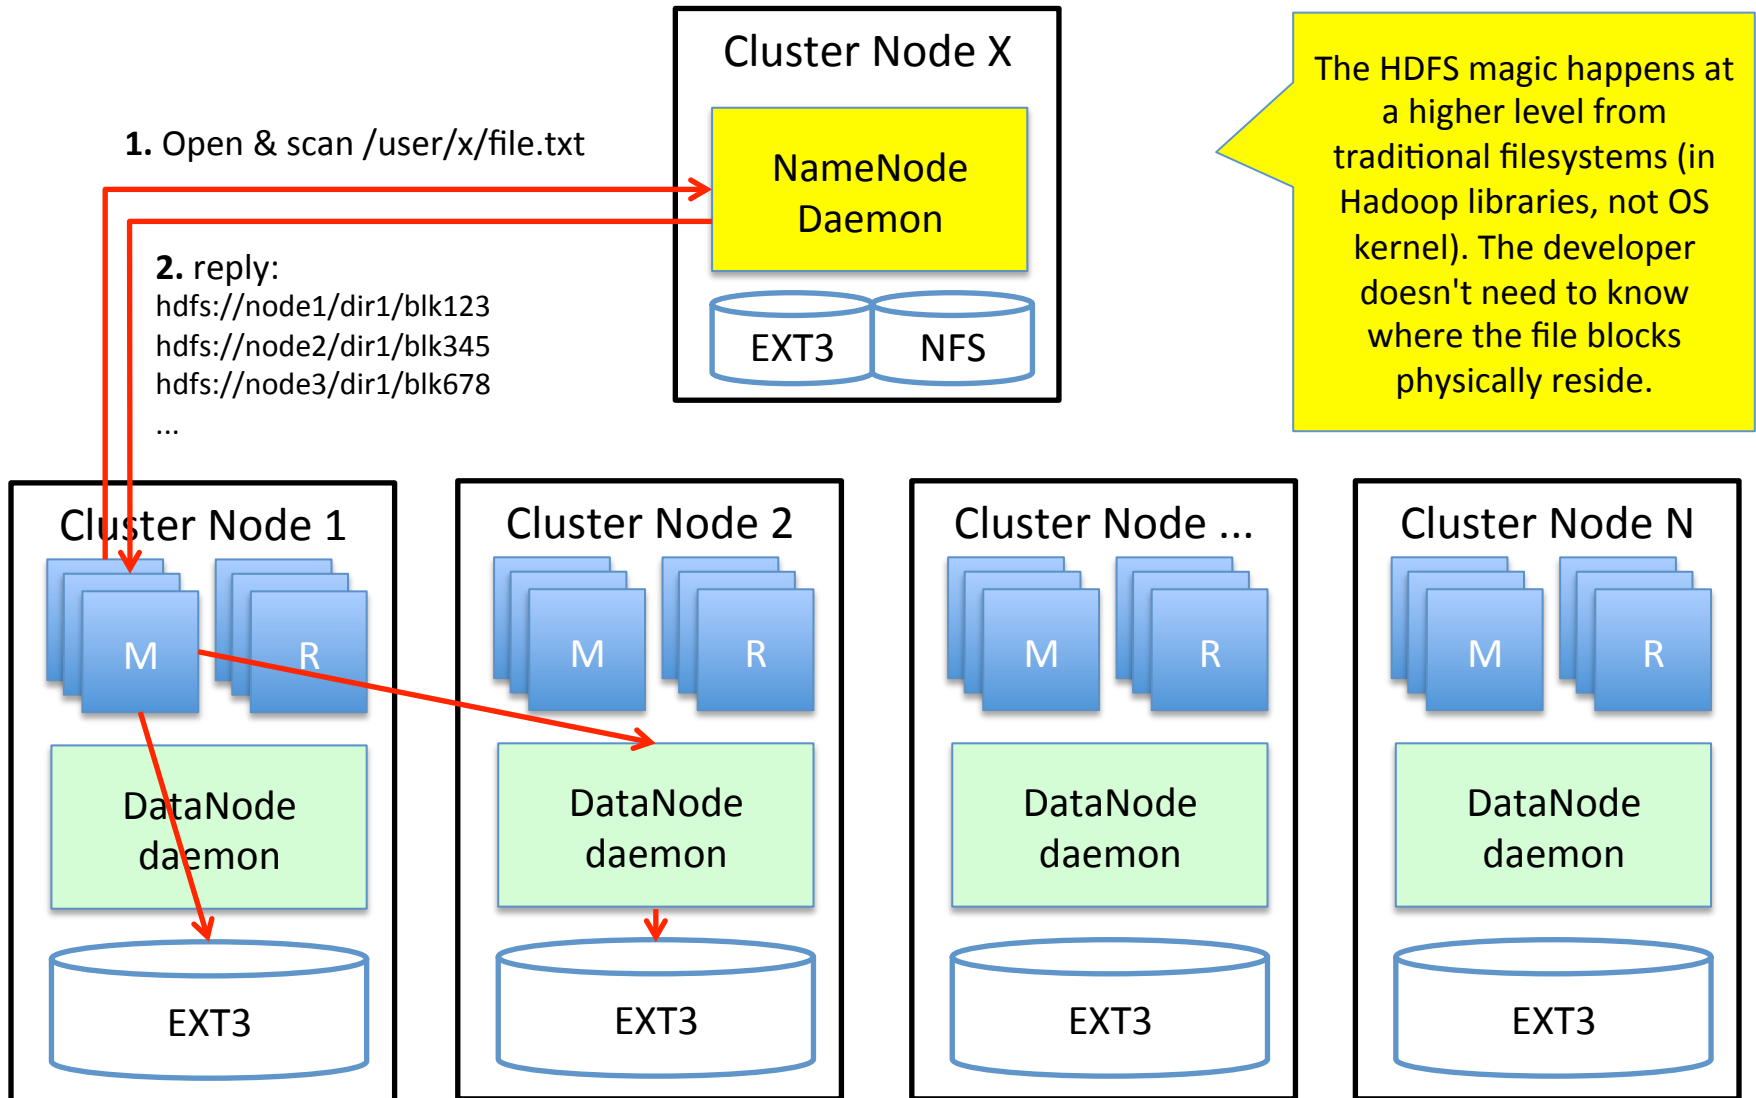 Cluster Node X
NameNode
Daemon
EXT3
NFS
The HDFS magic happens at
a higher level from
traditional filesystems (in
Hadoop libraries, not OS
kernel). The developer
doesn't need to know
where the file blocks
physically reside.
1. Open & scan /user/x/file.txt
2. reply:
hdfs://node1/dir1/blk123
hdfs://node2/dir1/blk345
hdfs://node3/dir1/blk678
...
Cluster Node 1
M
R
DataNode
daemon
EXT3
Cluster Node 2
M
R
DataNode
daemon
EXT3
Cluster Node ...
M
R
DataNode
daemon
EXT3
Cluster Node N
M
R
DataNode
daemon
EXT3